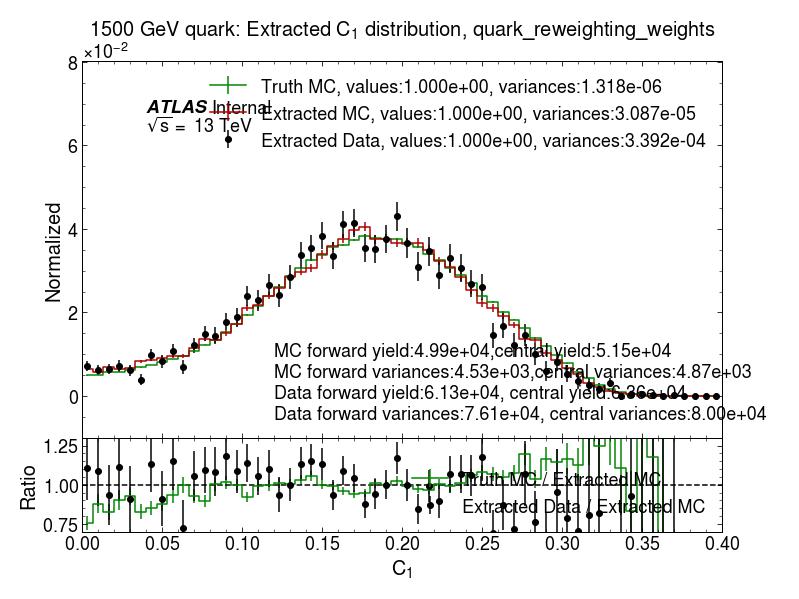 1500 GeV quark: Extracted C₁ distribution, quark_reweighting_weights
×10⁻²
8
6
4
2
0
Normalized
ATLAS Internal
√s = 13 TeV
Truth MC, values:1.000e+00, variances:1.318e-06
Extracted MC, values:1.000e+00, variances:3.087e-05
Extracted Data, values:1.000e+00, variances:3.392e-04
MC forward yield:4.99e+04,central yield:5.15e+04
MC forward variances:4.53e+03,central variances:4.87e+03
Data forward yield:6.13e+04, central yield:6.36e+04
Data forward variances:7.61e+04, central variances:8.00e+04
1.25
1.00
0.75
Ratio
Truth MC / Extracted MC
Extracted Data / Extracted MC
0.00 0.05 0.10 0.15 0.20 0.25 0.30 0.35 0.40
C₁